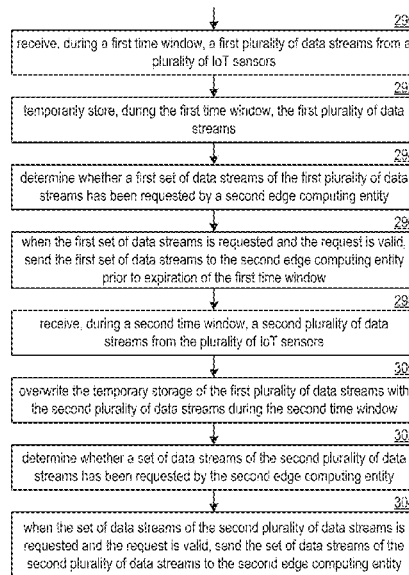 29
receive, during a first time window, a first plurality of data streams from a
plurality of IoT sensors
29
temporarily store, during the first time window, the first plurality of data
streams
29
determine whether a first set of data streams of the first plurality of data
streams has been requested by a second edge computing entity
29
when the first set of data streams is requested and the request is valid,
send the first set of data streams to the second edge computing entity
prior to expiration of the first time window
29
receive, during a second time window, a second plurality of data
streams from the plurality of IoT sensors
30
overwrite the temporary storage of the first plurality of data streams with
the second plurality of data streams during the second time window
30
determine whether a set of data streams of the second plurality of data
streams has been requested by the second edge computing entity
30
when the set of data streams of the second plurality of data streams is
requested and the request is valid, send the set of data streams of the
second plurality of data streams to the second edge computing entity